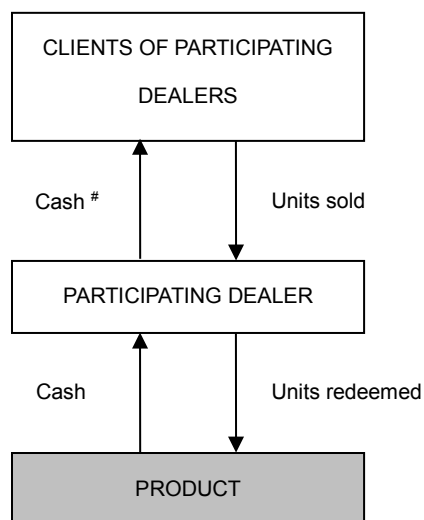 CLIENTS OF PARTICIPATING
DEALERS
Cash #
Units sold
PARTICIPATING DEALER
Cash
Units redeemed
PRODUCT